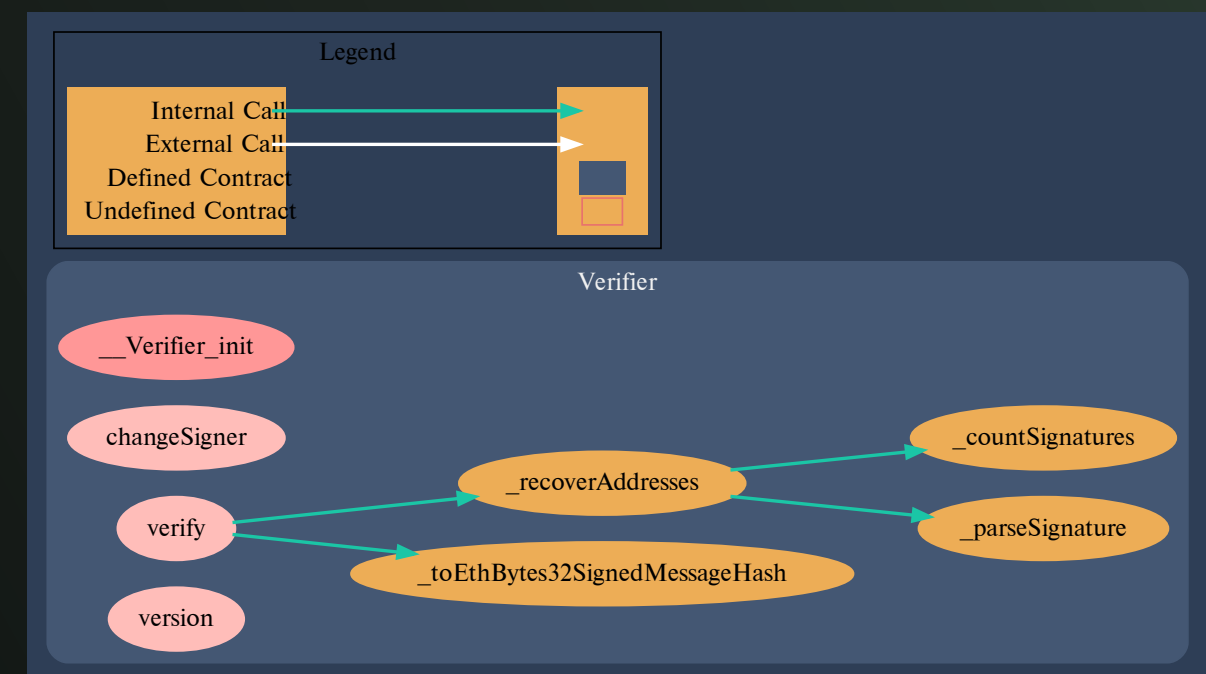 Legend
Internal Call
External Call
Defined Contract
Undefined Contract
Verifier
__Verifier_init
changeSigner
verify
version
_recoverAddresses
_toEthBytes32SignedMessageHash
_countSignatures
_parseSignature